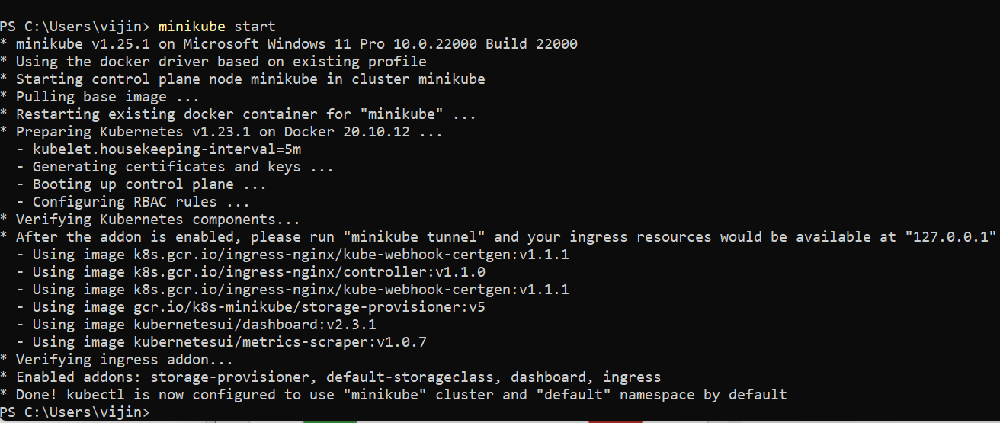 PS C:\Users\vijin> minikube start
* minikube v1.25.1 on Microsoft Windows 11 Pro 10.0.22000 Build 22000
* Using the docker driver based on existing profile
* Starting control plane node minikube in cluster minikube
* Pulling base image ...
* Restarting existing docker container for "minikube" ...
* Preparing Kubernetes v1.23.1 on Docker 20.10.12 ...
  - kubelet.housekeeping-interval=5m
  - Generating certificates and keys ...
  - Booting up control plane ...
  - Configuring RBAC rules ...
* Verifying Kubernetes components...
* After the addon is enabled, please run "minikube tunnel" and your ingress resources would be available at "127.0.0.1"
  - Using image k8s.gcr.io/ingress-nginx/kube-webhook-certgen:v1.1.1
  - Using image k8s.gcr.io/ingress-nginx/controller:v1.1.0
  - Using image k8s.gcr.io/ingress-nginx/kube-webhook-certgen:v1.1.1
  - Using image gcr.io/k8s-minikube/storage-provisioner:v5
  - Using image kubernetesui/dashboard:v2.3.1
  - Using image kubernetesui/metrics-scraper:v1.0.7
* Verifying ingress addon...
* Enabled addons: storage-provisioner, default-storageclass, dashboard, ingress
* Done! kubectl is now configured to use "minikube" cluster and "default" namespace by default
PS C:\Users\vijin>